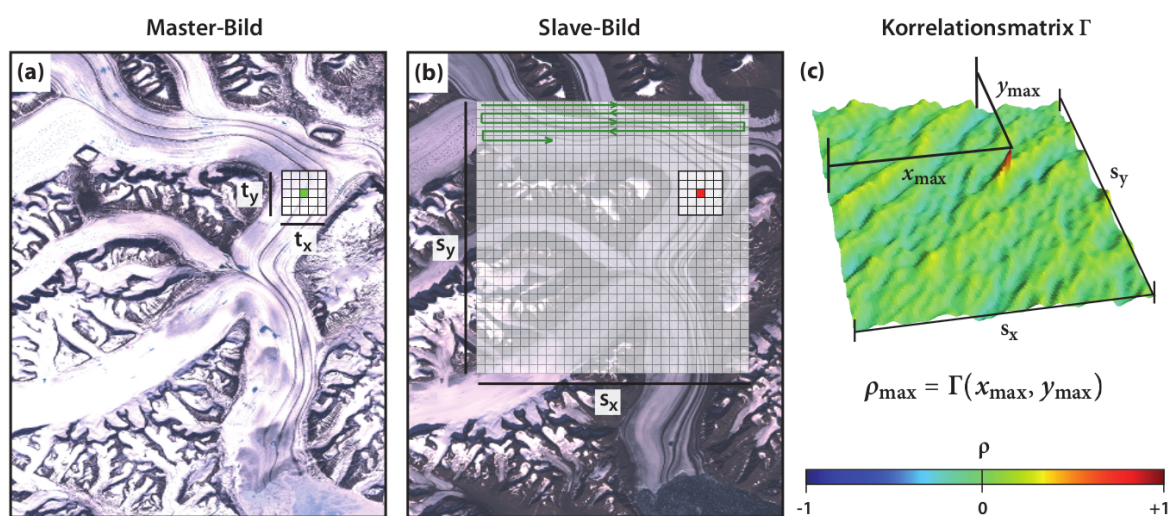 Master-Bild
Slave-Bild
Korrelationsmatrix Γ
(a)
(b)
(c)
t_y
t_x
s_y
s_x
y_max
x_max
s_y
s_x
ρ_max = Γ(x_max, y_max)
ρ
-1 0 +1